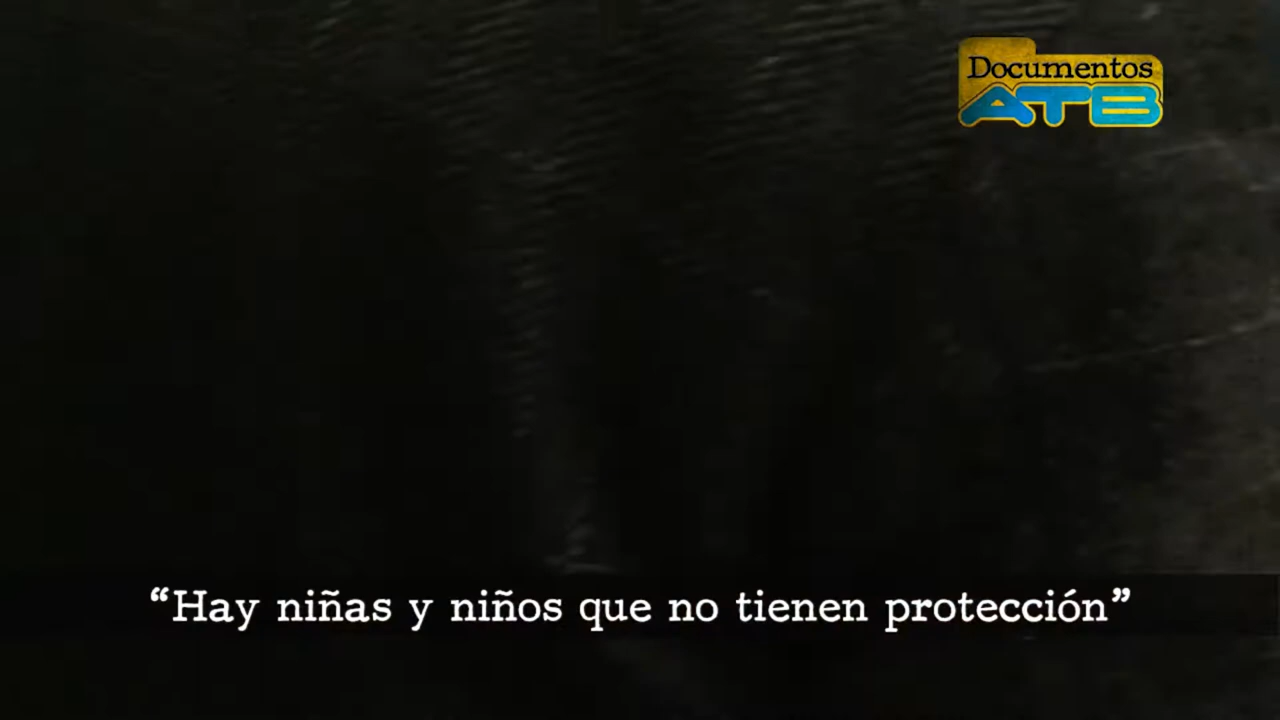 Documentos
ATB
“Hay niñas y niños que no tienen protección”